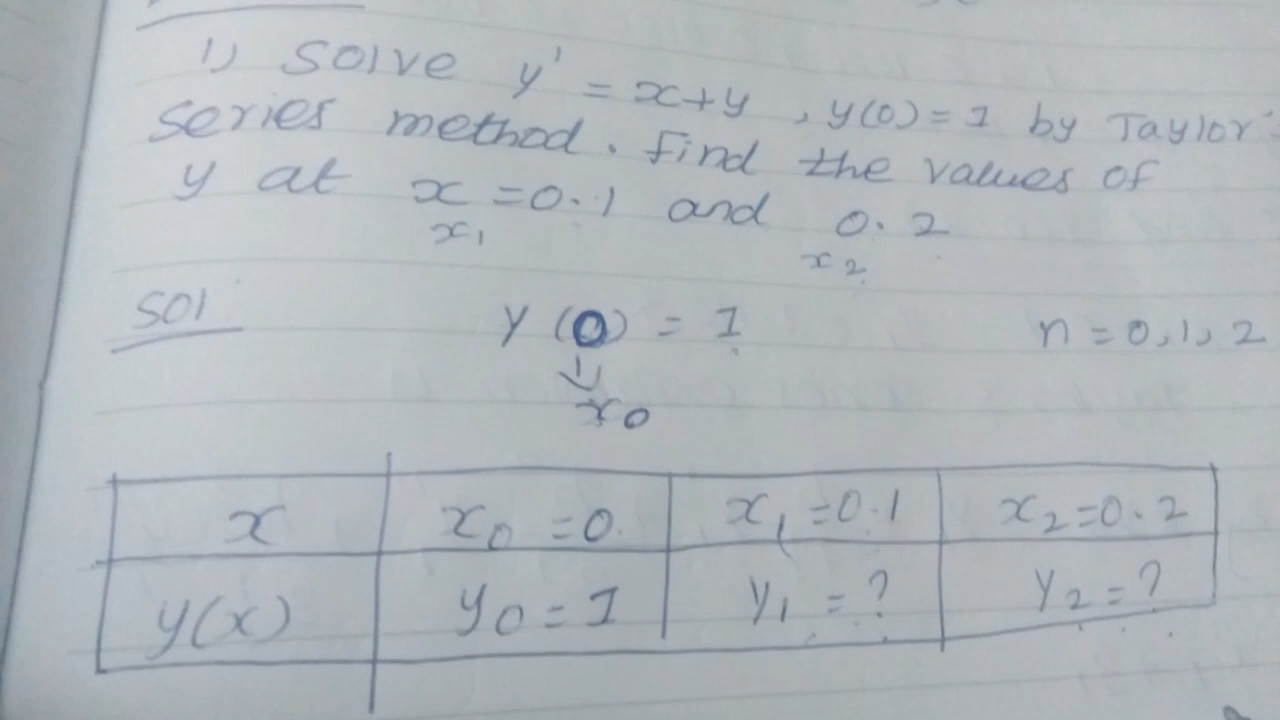 1) Solve y' = x+y , y(0)=1 by Taylor
series method. Find the values of
y at x =0.1 and 0.2
x₁ x₂
Sol y (0) = 1 n = 0, 1, 2
x₀
x x₀ =0. x₁ =0.1 x₂=0.2
y(x) y₀ = 1 y₁ = ? y₂ = ?